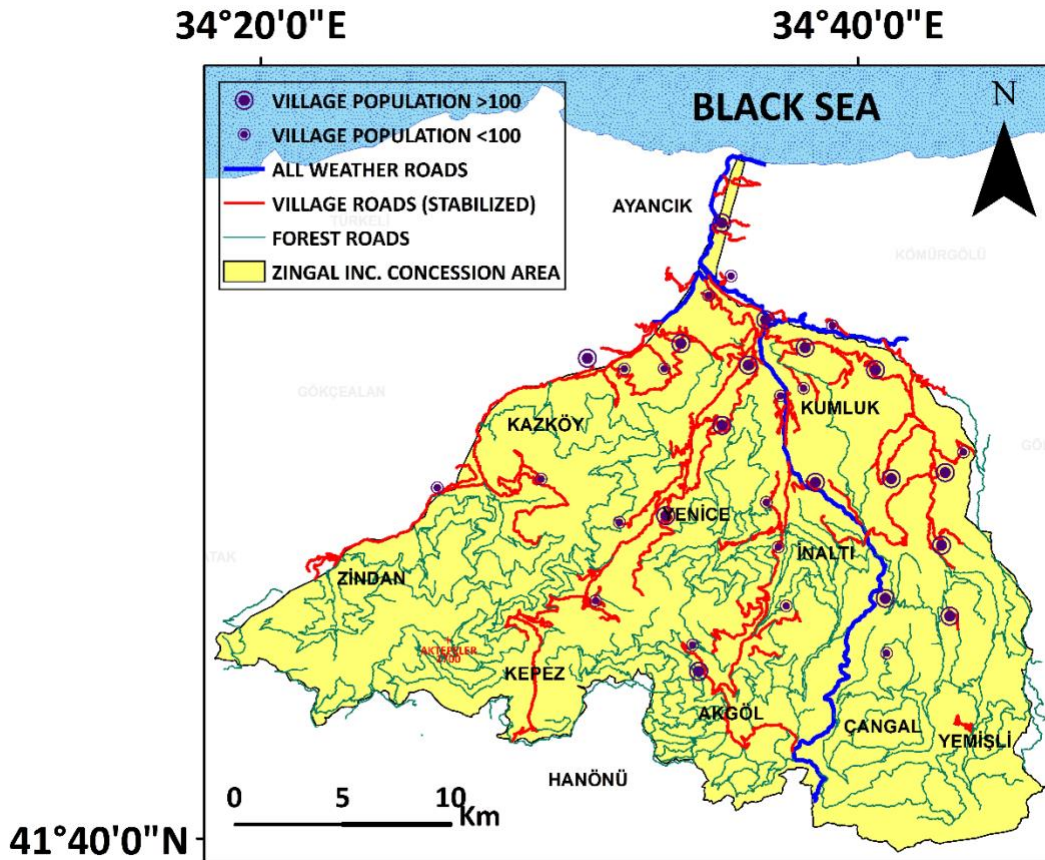 34°20'0"E
34°40'0"E
VILLAGE POPULATION >100
VILLAGE POPULATION <100
ALL WEATHER ROADS
VILLAGE ROADS (STABILIZED)
FOREST ROADS
ZINGAL INC. CONCESSION AREA
BLACK SEA
N
AYANCIK
TÜRKELİ
KÖMÜRGÖLÜ
GÖKÇEALAN
KAZKÖY
KUMLUK
YENİCE
İNALTI
ATAK
ZİNDAN
KEPEZ
AKGÖL
ÇANGAL
YEMİŞLİ
HANÖNÜ
0 5 10
Km
41°40'0"N